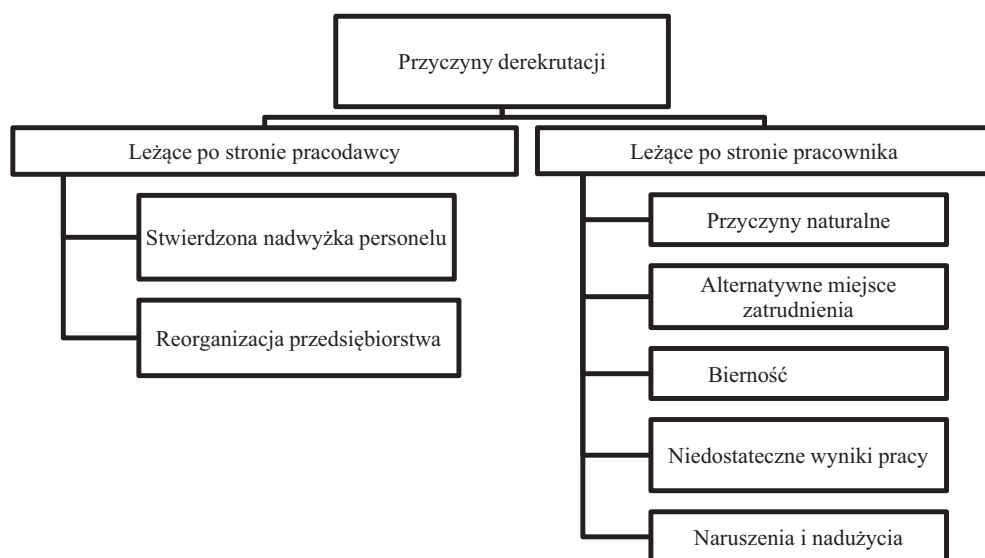 Przyczyny derekrutacji
Leżące po stronie pracodawcy
Stwierdzona nadwyżka personelu
Reorganizacja przedsiębiorstwa
Leżące po stronie pracownika
Przyczyny naturalne
Alternatywne miejsce
zatrudnienia
Bierność
Niedostateczne wyniki pracy
Naruszenia i nadużycia